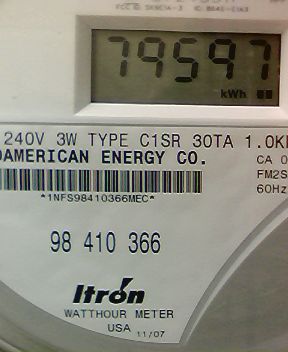 79597
kWh
240V 3W TYPE C1SR 30TA 1.0K
AMERICAN ENERGY CO.
CA 0
FM2S
60Hz
*1NFS98410366MEC*
98 410 366
Itrón
WATTHOUR METER
USA 11/07